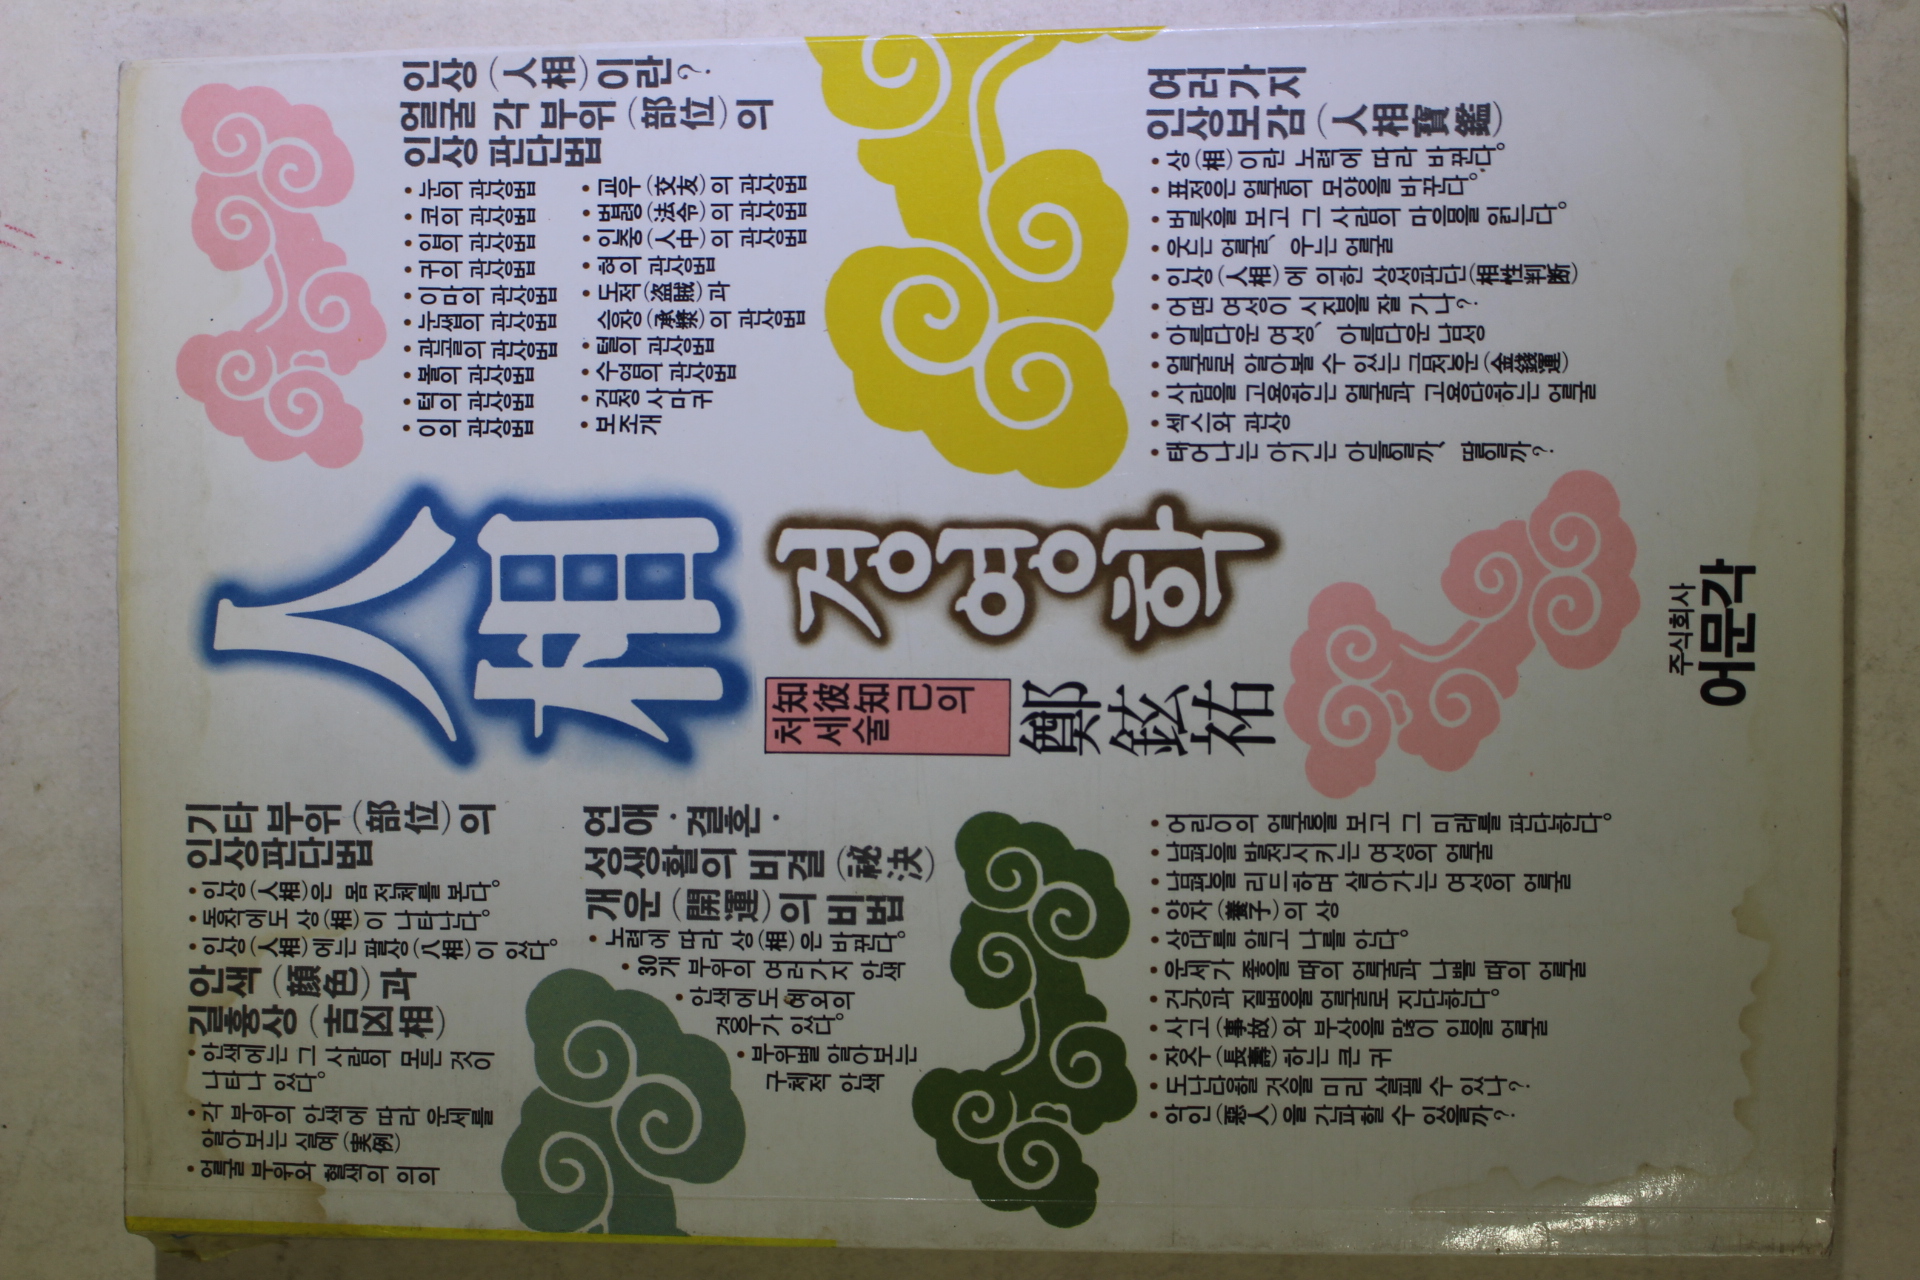 인상(人相)이란?
얼굴 각 부위(部位)의
인상 판단법
•눈의 관상법
•코의 관상법
•입의 관상법
•귀의 관상법
•이마의 관상법
•눈썹의 관상법
•관골의 관상법
•볼의 관상법
•턱의 관상법
•이의 관상법
•교우(交友)의 관상법
•법령(法令)의 관상법
•인중(人中)의 관상법
•혀의 관상법
•도적(盜賊)과
승장(承漿)의 관상법
•털의 관상법
•수염의 관상법
•검정 사마귀
•보조개
여러가지
인상보감(人相寶鑑)
•상(相)이란 노력에 따라 바뀐다.
•표정은 얼굴의 모양을 바꾼다.
•버릇을 보고 그 사람의 마음을 읽는다.
•웃는 얼굴、우는 얼굴
•인상(人相)에 의한 상성판단(相性判断)
•어떤 여성이 시집을 잘 가나?
•아름다운 여성、아름다운 남성
•얼굴로 알아볼 수 있는 금전운(金錢運)
•사람을 고용하는 얼굴과 고용당하는 얼굴
•섹스와 관상
•태어나는 아기는 아들일까、딸일까?
人相
경영학
知彼知己의
처세술
鄭鉉祐
주식회사
어문각
기타 부위(部位)의
인상판단법
•인상(人相)은 몸 전체를 본다.
•동작에도 상(相)이 나타난다.
•인상(人相)에는 팔상(八相)이 있다.
안색(顔色)과
길흉상(吉凶相)
•안색에는 그 사람의 모든 것이
나타나 있다.
•각 부위의 안색에 따라 운세를
알아보는 실예(実例)
•얼굴 부위와 혈색의 의의
연애·결혼·
성생활의 비결(祕決)
개운(開運)의 비법
•노력에 따라 상(相)은 바뀐다.
•30개 부위의 여러가지 안색
•안색에도 예외의
경우가 있다.
•부위별 알아보는
구체적 안색
•어린이의 얼굴을 보고 그 미래를 판단한다.
•남편을 발전시키는 여성의 얼굴
•남편을 리드하며 살아가는 여성의 얼굴
•양자(養子)의 상
•상대를 알고 나를 안다.
•운세가 좋을 때의 얼굴과 나쁠 때의 얼굴
•건강과 질병을 얼굴로 진단한다.
•사고(事故)와 부상을 많이 입을 얼굴
•장수(長壽)하는 큰 귀
•도난당할 것을 미리 살필 수 있나?
•악인(惡人)을 간파할 수 있을까?